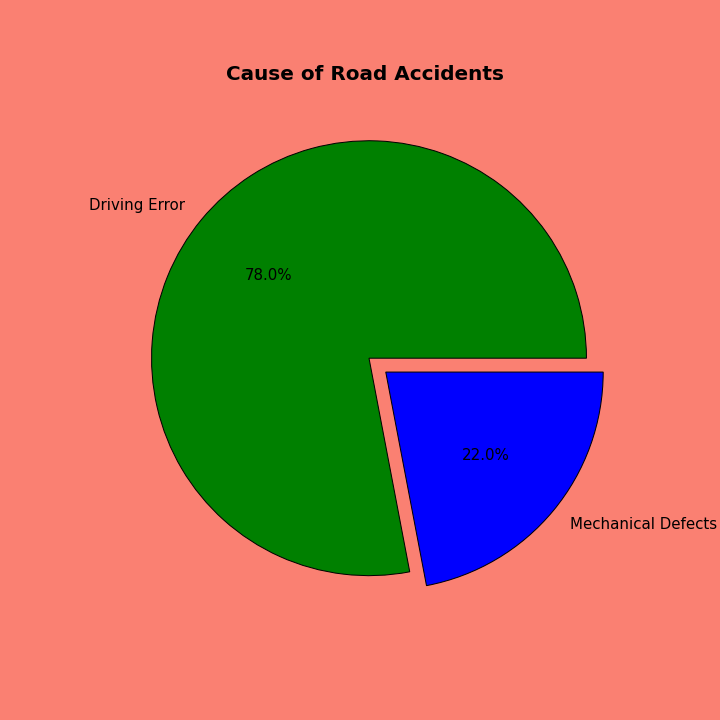 Cause of Road Accidents
Driving Error
78.0%
22.0%
Mechanical Defects